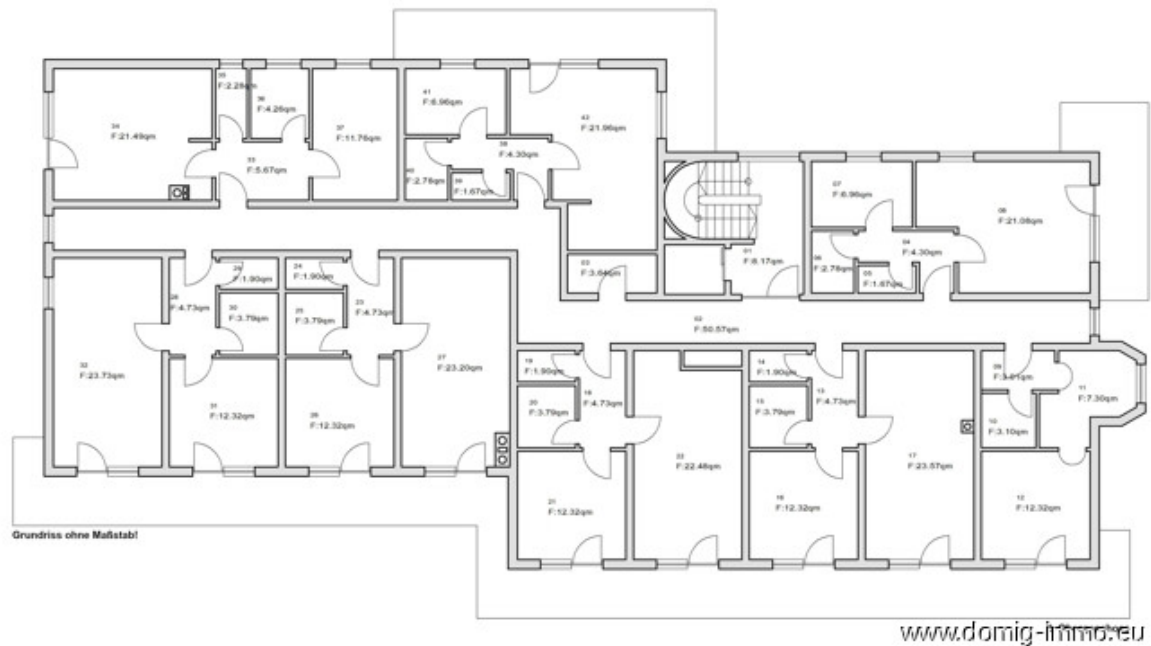 35
F:2.28qm
36
F:4.26qm
34
F:21.49qm
37
F:11.76qm
33
F:5.67qm
41
F:6.96qm
42
F:21.96qm
38
F:4.30qm
40
F:2.78qm
39
F:1.67qm
07
F:6.96qm
08
F:21.08qm
04
F:4.30qm
06
F:2.78qm
05
F:1.67qm
01
F:8.17qm
03
F:3.64qm
02
F:50.57qm
29
F:1.90qm
24
F:1.90qm
28
F:4.73qm
23
F:4.73qm
30
F:3.79qm
25
F:3.79qm
32
F:23.73qm
27
F:23.20qm
31
F:12.32qm
26
F:12.32qm
19
F:1.90qm
14
F:1.90qm
09
18
F:4.73qm
13
F:4.73qm
11
F:7.30qm
20
F:3.79qm
15
F:3.79qm
10
F:3.10qm
22
F:22.48qm
17
F:23.57qm
21
F:12.32qm
16
F:12.32qm
12
F:12.32qm
Grundriss ohne Maßstab!
www.domig-immo.eu